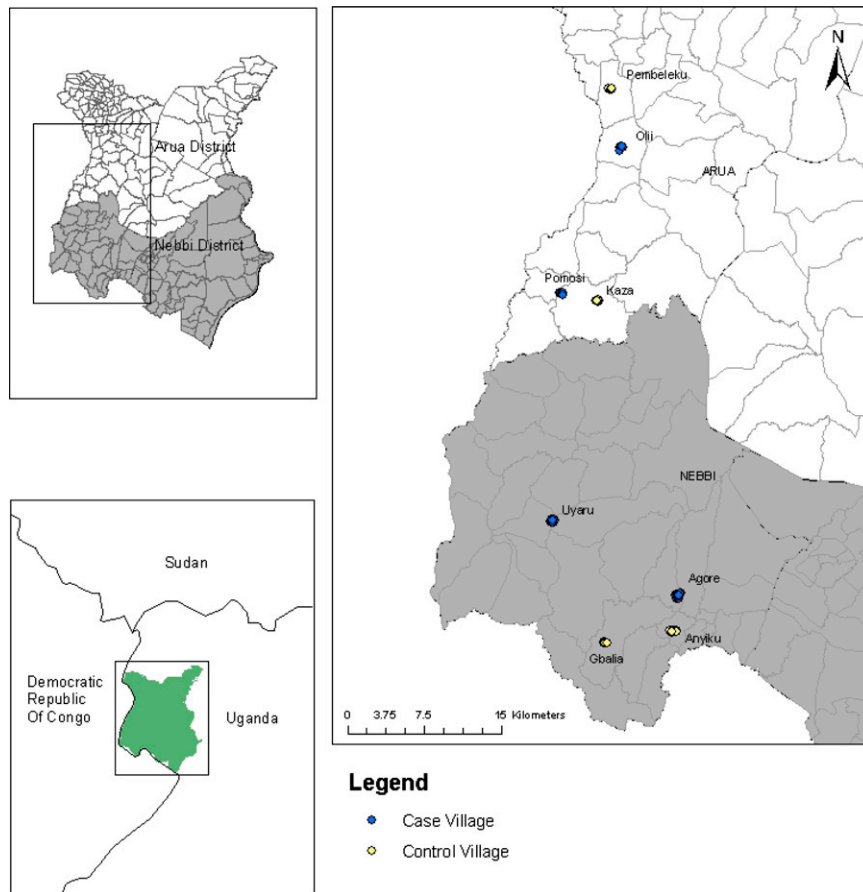 Arua District
Nebbi District
Sudan
Democratic
Republic
Of Congo
Uganda
N
Pembeleku
Olii
ARUA
Pomosi
Kaza
NEBBI
Uyaru
Agore
Anyiku
Gbalia
0 3.75 7.5 15 Kilometers
Legend
Case Village
Control Village